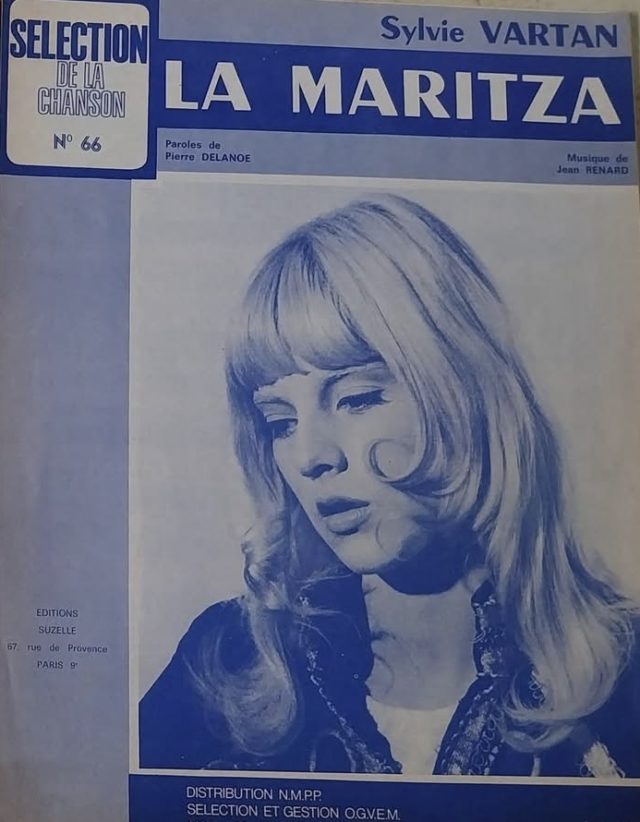 SELECTION
DE LA
CHANSON
Nº 66
Sylvie VARTAN
LA MARITZA
Paroles de
Pierre DELANOE
Musique de
Jean RENARD
EDITIONS
SUZELLE
67, rue de Provence
PARIS 9ᵉ
DISTRIBUTION N.M.P.P.
SELECTION ET GESTION O.G.V.E.M.